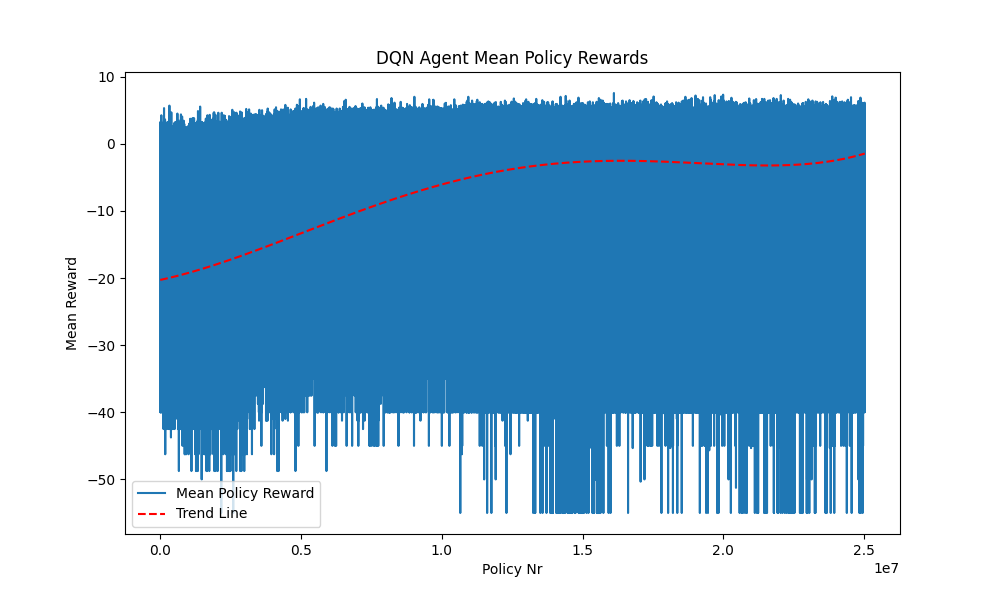 DQN Agent Mean Policy Rewards
10
0
−10
−20
−30
−40
−50
Mean Reward
Mean Policy Reward
Trend Line
0.0 0.5 1.0 1.5 2.0 2.5
1e7
Policy Nr